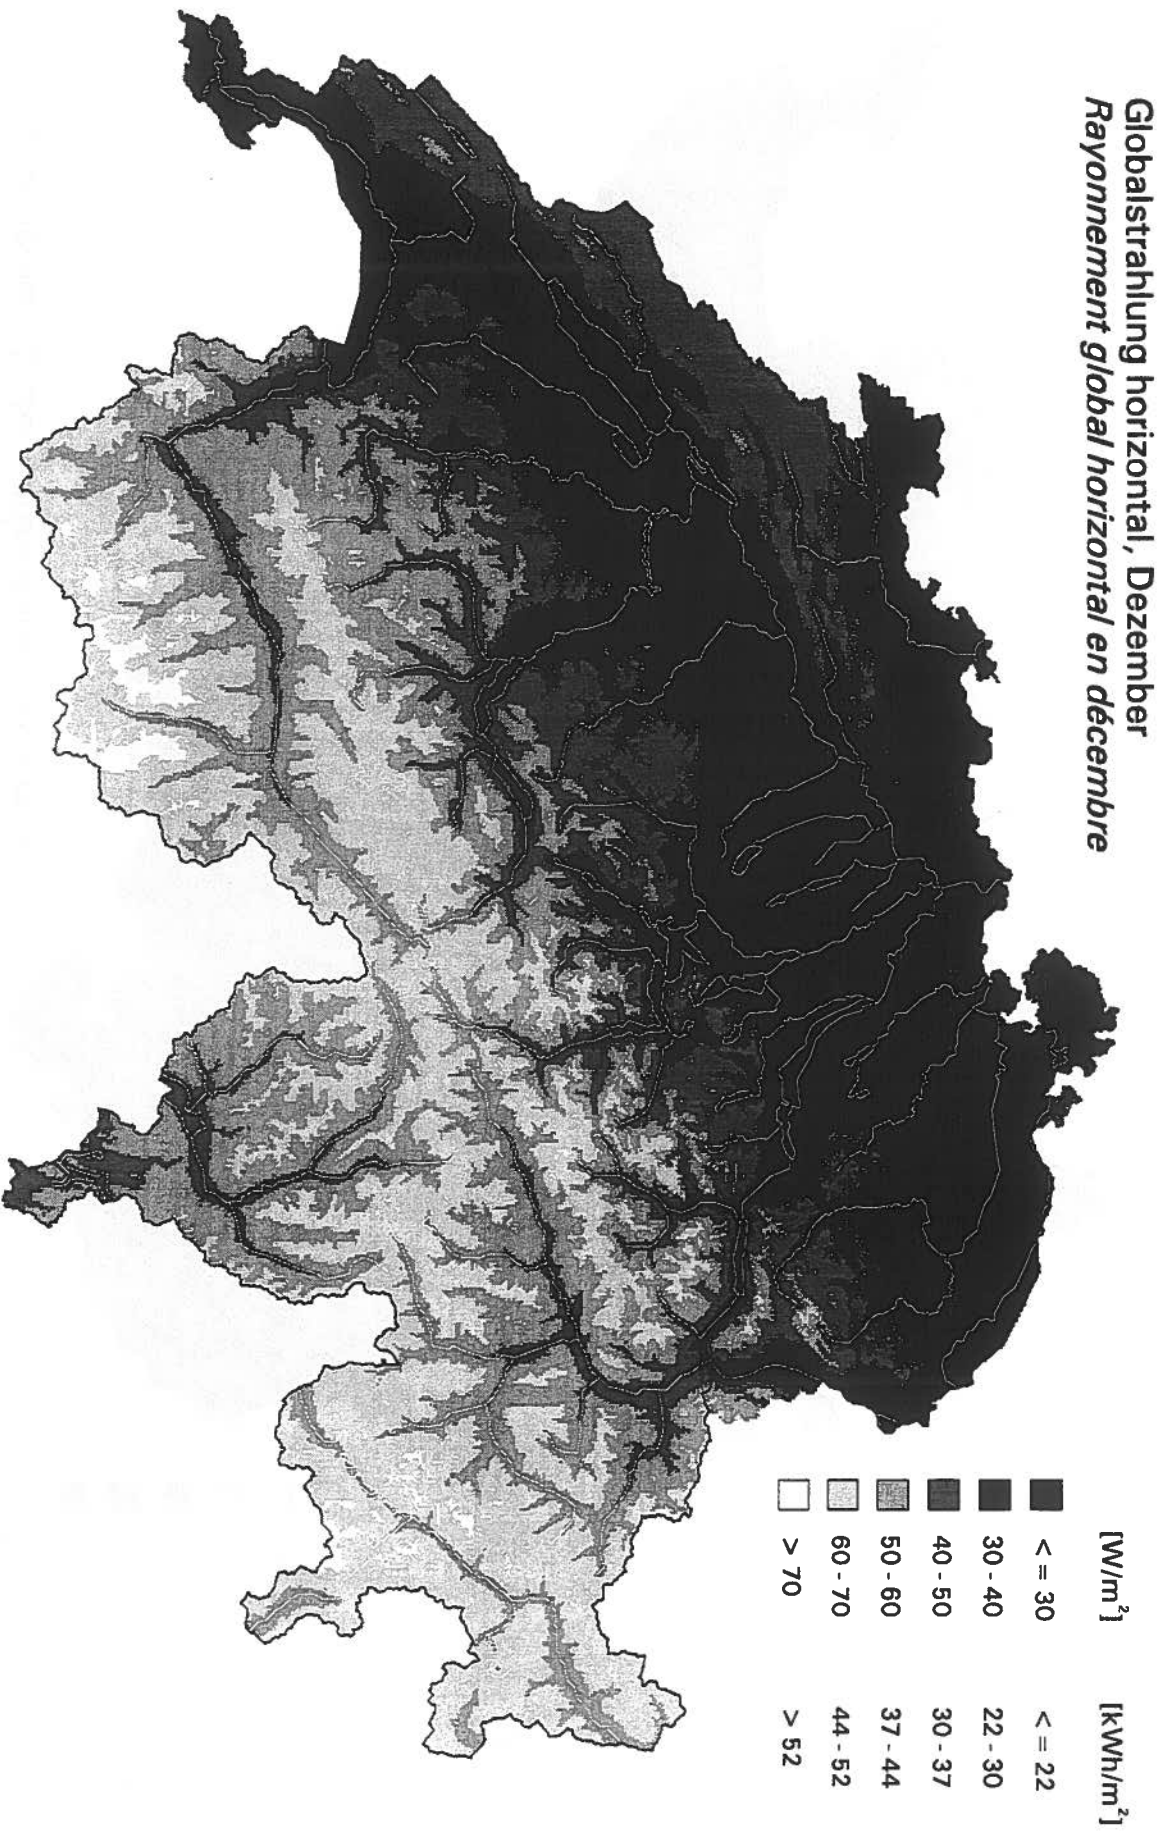 Globalstrahlung horizontal, Dezember
Rayonnement global horizontal en décembre
[W/m²] [kWh/m²]
< = 30 < = 22
30 - 40 22 - 30
40 - 50 30 - 37
50 - 60 37 - 44
60 - 70 44 - 52
> 70 > 52